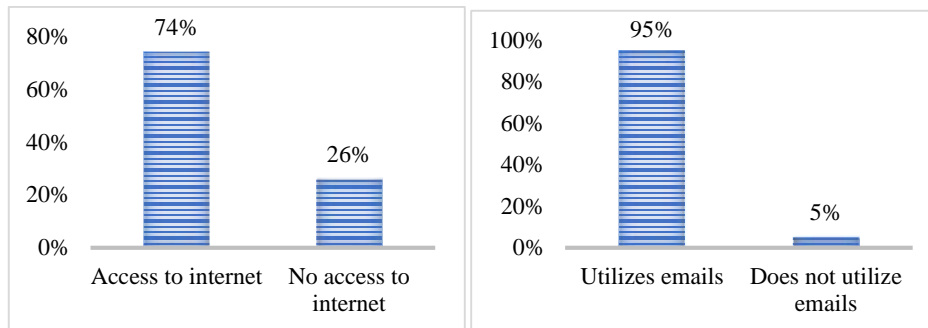 80%
74%
60%
40%
26%
20%
0%
Access to internet
No access to
internet
100%
95%
80%
60%
40%
20%
5%
0%
Utilizes emails
Does not utilize
emails